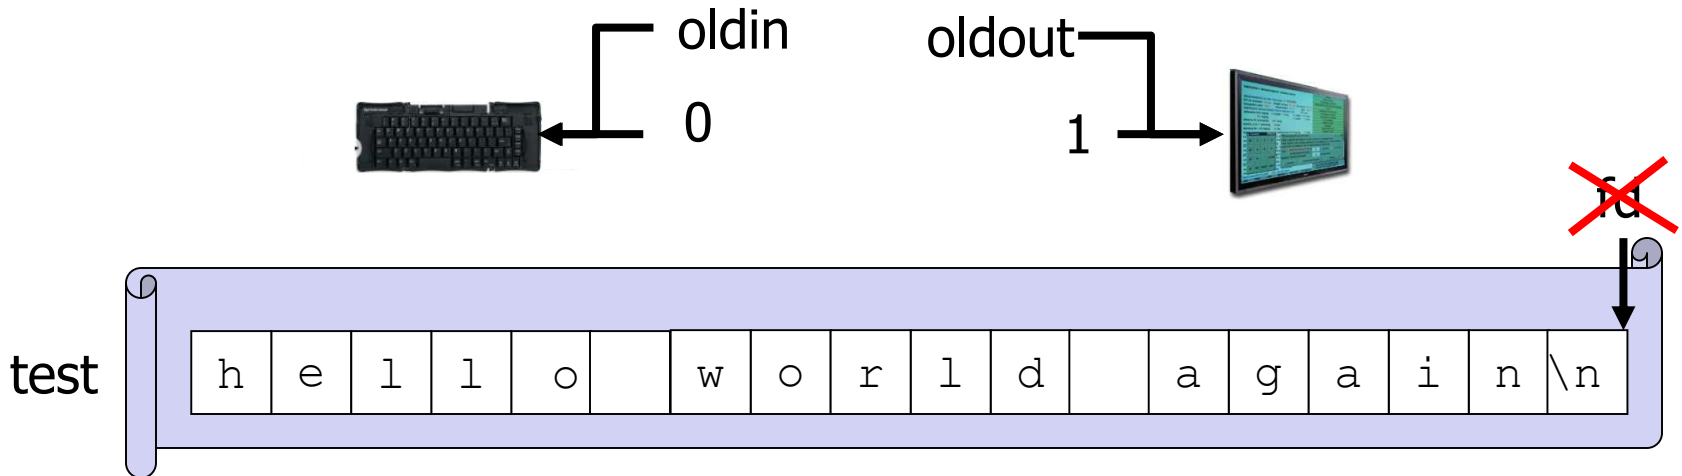 oldin
oldout
0
1
fd
test
h e l l o w o r l d a g a i n \n